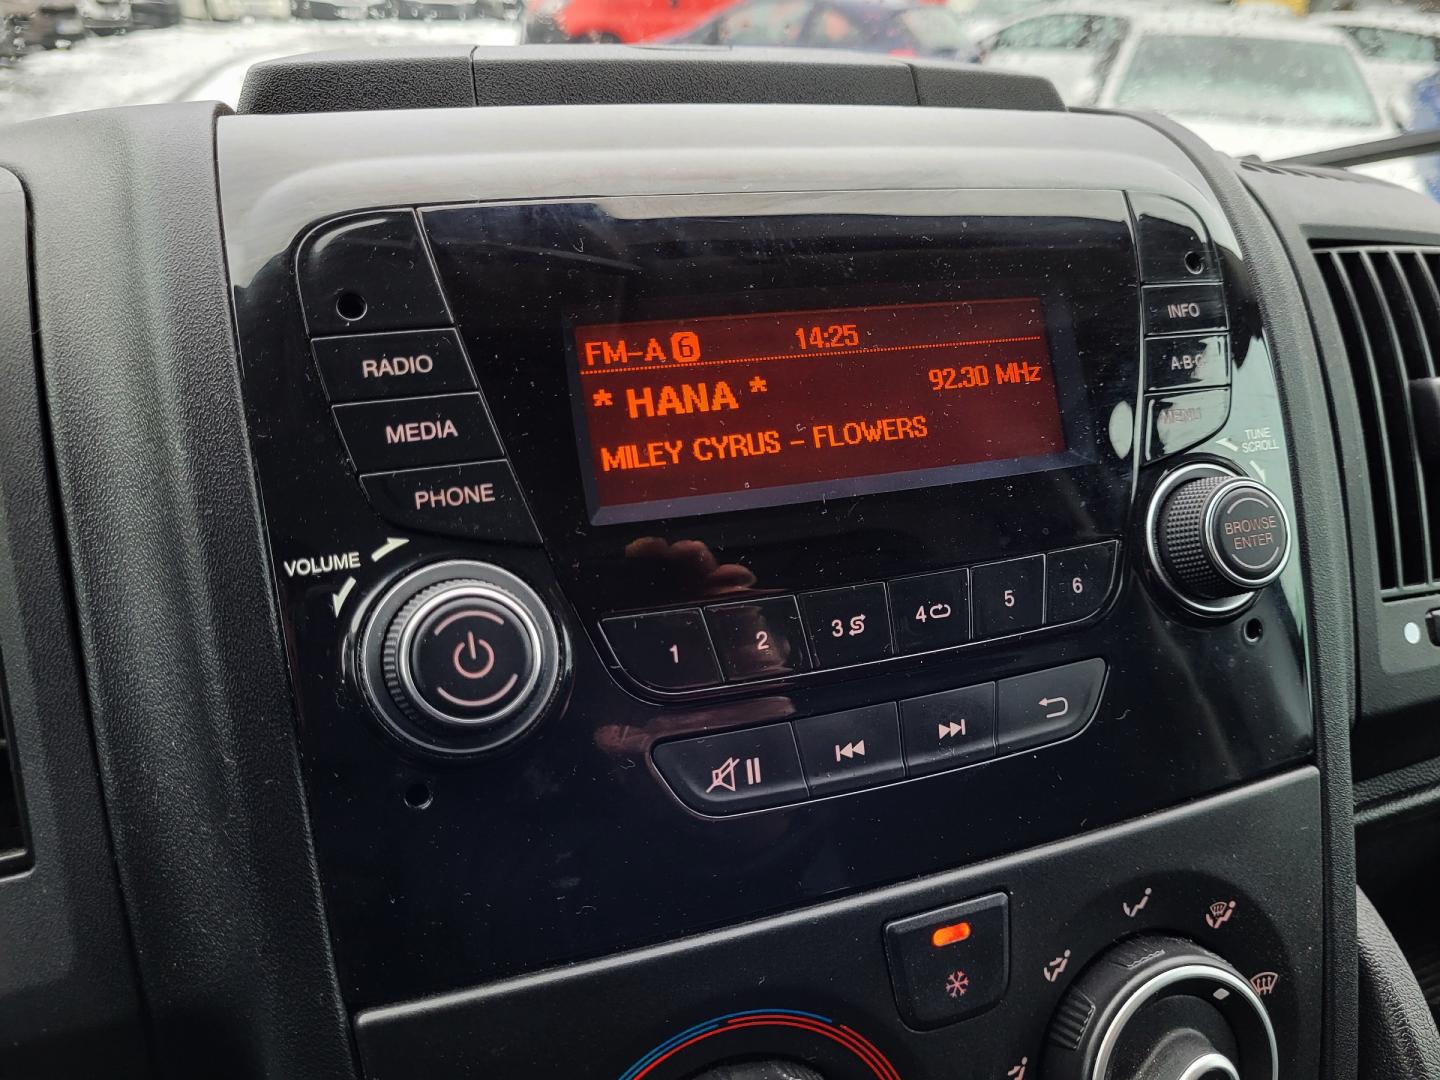 FM-A 6 14:25
* HANA * 92.30 MHz
MILEY CYRUS - FLOWERS
RADIO
MEDIA
PHONE
VOLUME
INFO
A·B·C
MENU
TUNE
SCROLL
BROWSE
ENTER
1 2 3 4 5 6